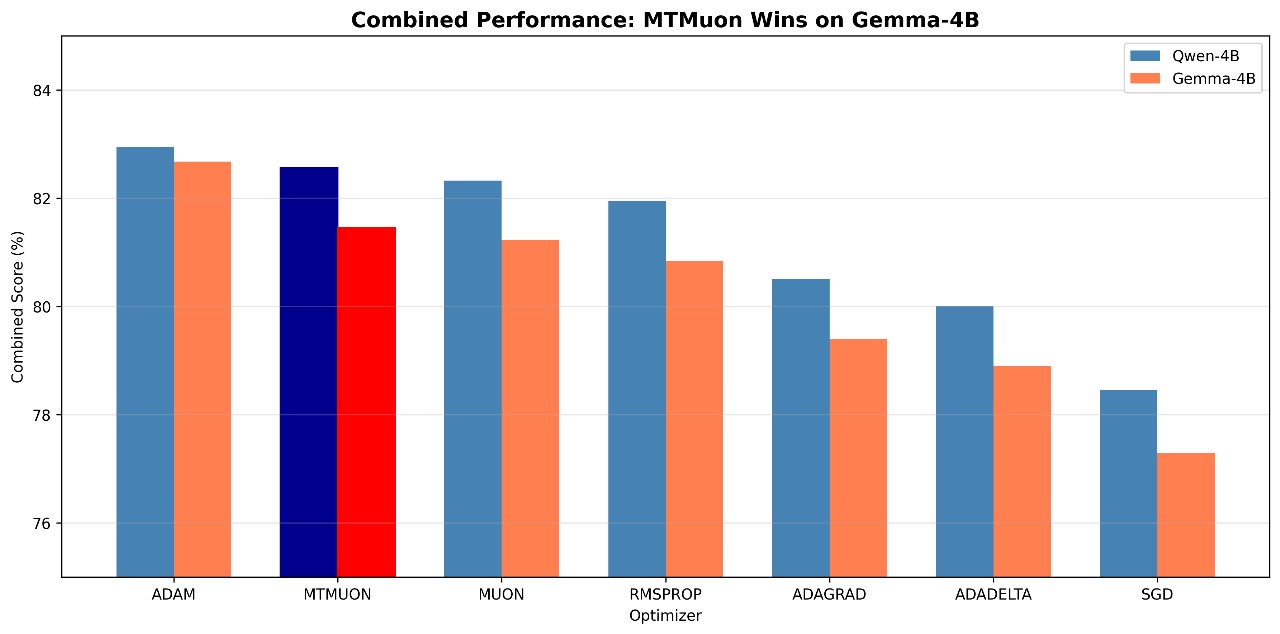 Combined Performance: MTMuon Wins on Gemma-4B
Qwen-4B
Gemma-4B
84
82
80
78
76
Combined Score (%)
ADAM
MTMUON
MUON
RMSPROP
ADAGRAD
ADADELTA
SGD
Optimizer